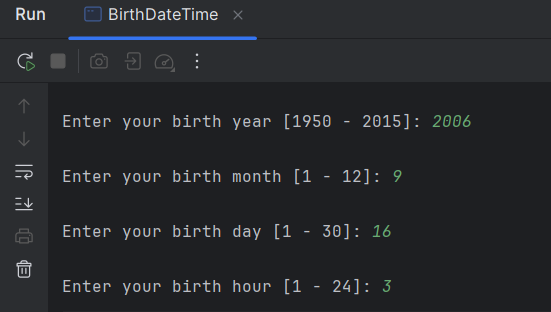 Run BirthDateTime
Enter your birth year [1950 - 2015]: 2006
Enter your birth month [1 - 12]: 9
Enter your birth day [1 - 30]: 16
Enter your birth hour [1 - 24]: 3